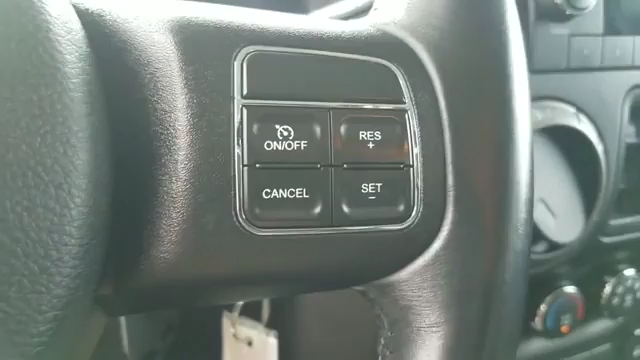 ON/OFF
RES
+
CANCEL
SET
-